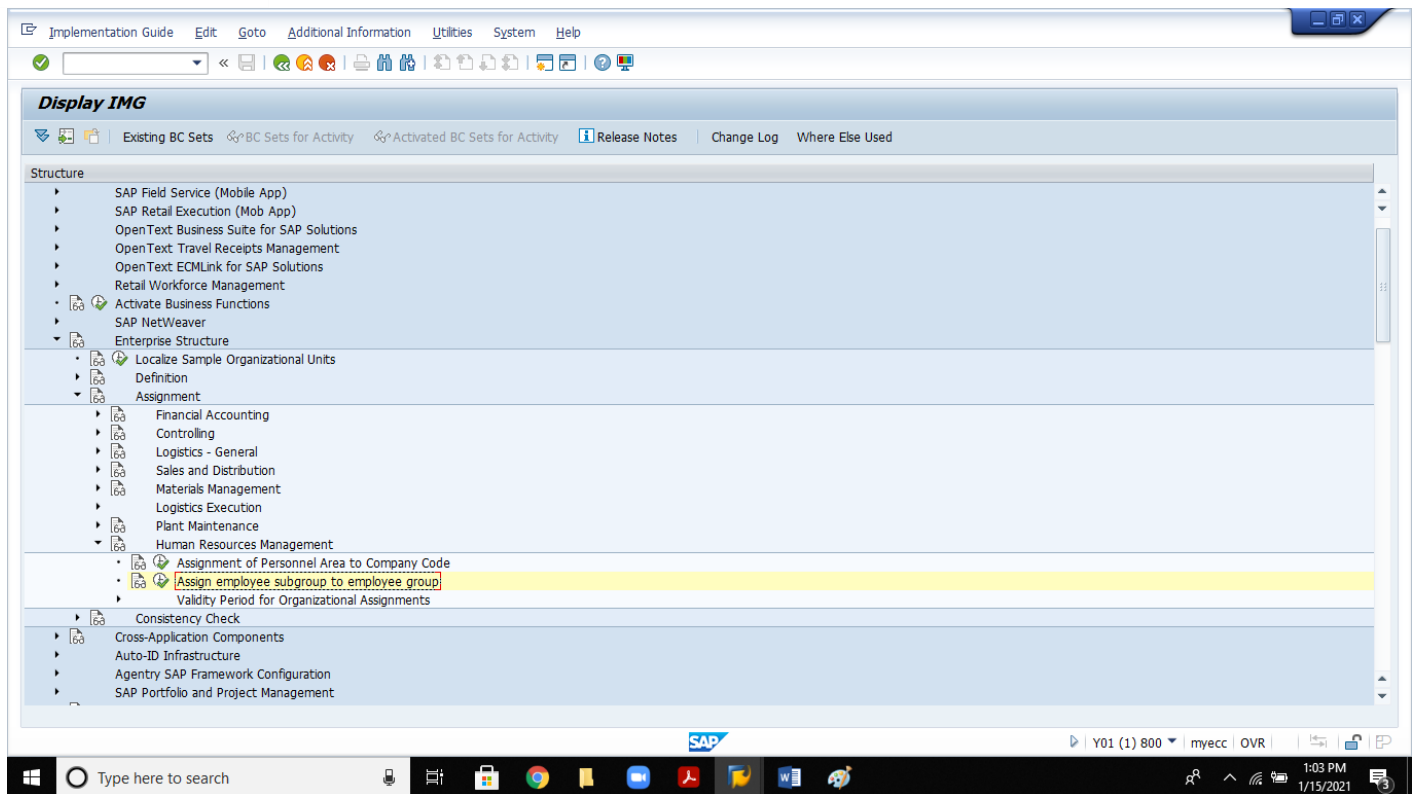 Implementation Guide Edit Goto Additional Information Utilities System Help
Display IMG
Existing BC Sets BC Sets for Activity Activated BC Sets for Activity Release Notes Change Log Where Else Used
Structure
SAP Field Service (Mobile App)
SAP Retail Execution (Mob App)
OpenText Business Suite for SAP Solutions
OpenText Travel Receipts Management
OpenText ECMLink for SAP Solutions
Retail Workforce Management
Activate Business Functions
SAP NetWeaver
Enterprise Structure
Localize Sample Organizational Units
Definition
Assignment
Financial Accounting
Controlling
Logistics - General
Sales and Distribution
Materials Management
Logistics Execution
Plant Maintenance
Human Resources Management
Assignment of Personnel Area to Company Code
Assign employee subgroup to employee group
Validity Period for Organizational Assignments
Consistency Check
Cross-Application Components
Auto-ID Infrastructure
Agentry SAP Framework Configuration
SAP Portfolio and Project Management
SAP
Y01 (1) 800 myecc OVR
Type here to search
1:03 PM
1/15/2021
3